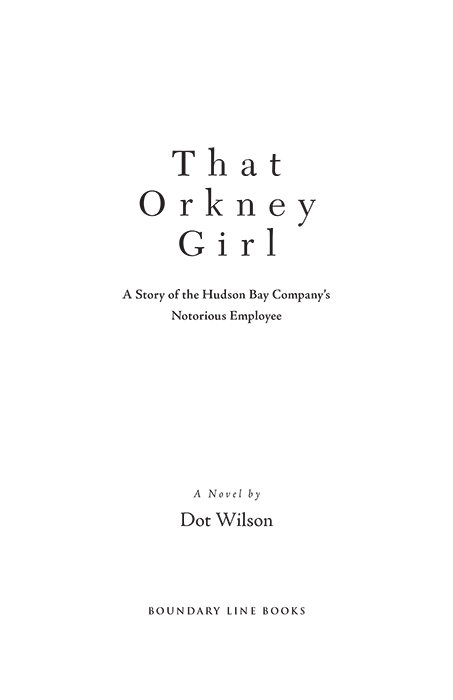 That
Orkney
Girl
A Story of the Hudson Bay Company's
Notorious Employee
A Novel by
Dot Wilson
BOUNDARY LINE BOOKS